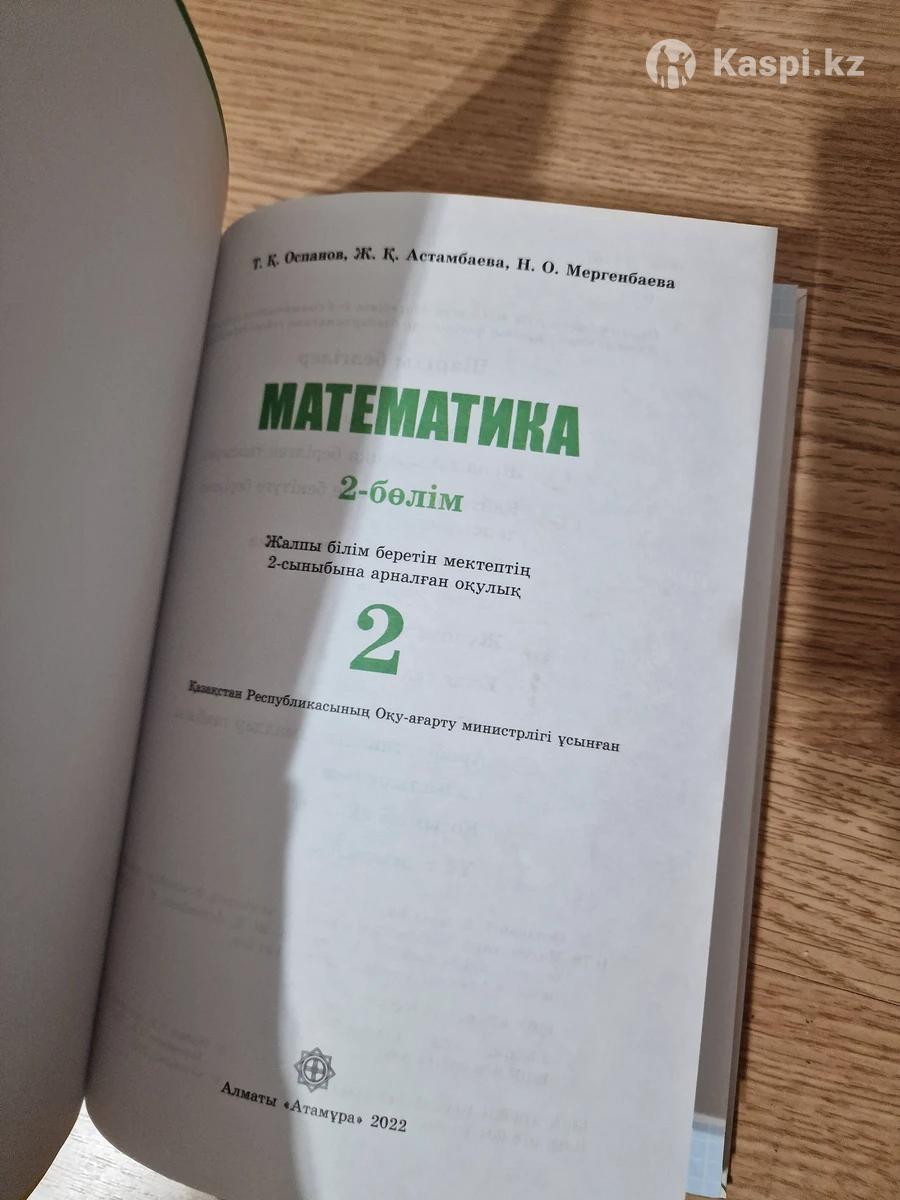 Kaspi.kz
Т. Қ. Оспанов, Ж. Қ. Астамбаева, Н. О. Мергенбаева
МАТЕМАТИКА
2-бөлім
Жалпы білім беретін мектептің
2-сыныбына арналған оқулық
2
Қазақстан Республикасының Оқу-ағарту министрлігі ұсынған
Алматы «Атамұра» 2022